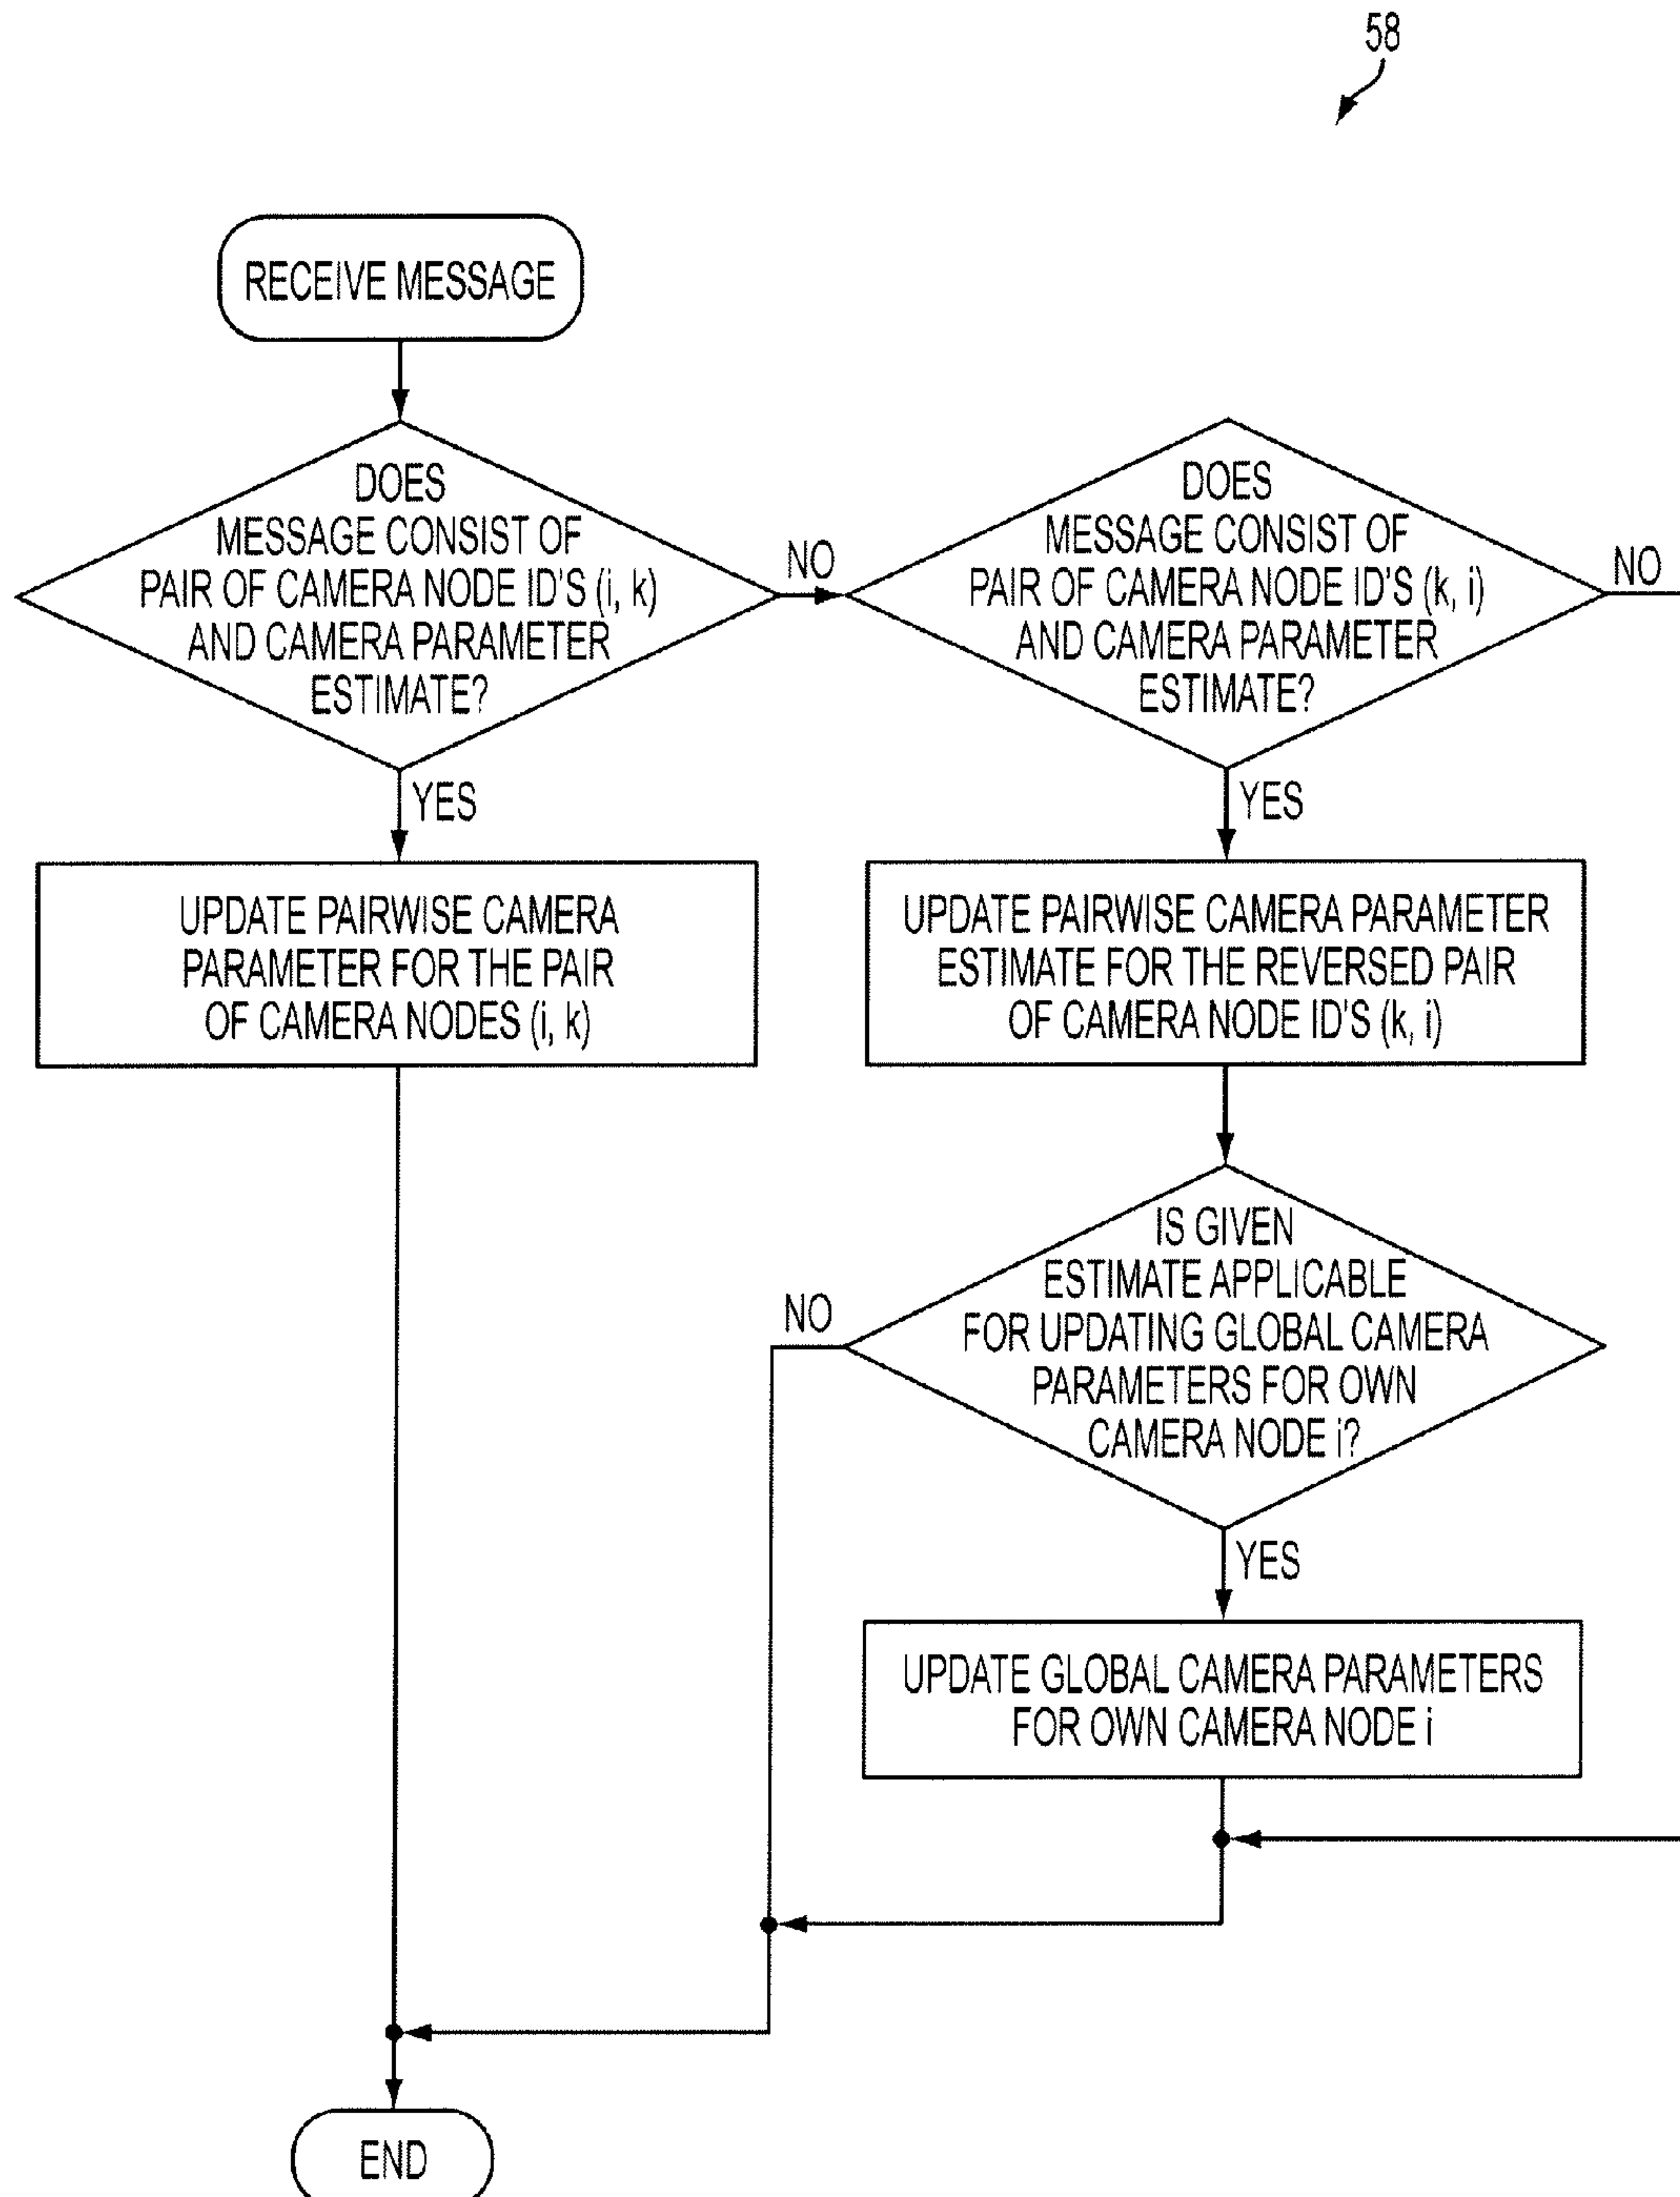 58
RECEIVE MESSAGE
DOES
MESSAGE CONSIST OF
PAIR OF CAMERA NODE ID'S (i, k)
AND CAMERA PARAMETER
ESTIMATE?
NO
DOES
MESSAGE CONSIST OF
PAIR OF CAMERA NODE ID'S (k, i)
AND CAMERA PARAMETER
ESTIMATE?
NO
YES
YES
UPDATE PAIRWISE CAMERA
PARAMETER FOR THE PAIR
OF CAMERA NODES (i, k)
UPDATE PAIRWISE CAMERA PARAMETER
ESTIMATE FOR THE REVERSED PAIR
OF CAMERA NODE ID'S (k, i)
IS GIVEN
ESTIMATE APPLICABLE
FOR UPDATING GLOBAL CAMERA
PARAMETERS FOR OWN
CAMERA NODE i?
NO
YES
UPDATE GLOBAL CAMERA PARAMETERS
FOR OWN CAMERA NODE i
END